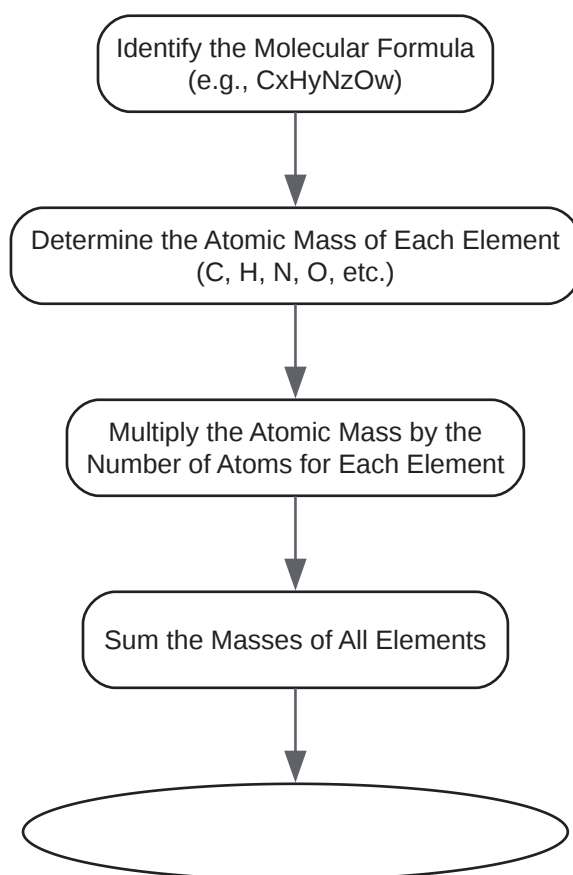 Identify the Molecular Formula
(e.g., CxHyNzOw)
Determine the Atomic Mass of Each Element
(C, H, N, O, etc.)
Multiply the Atomic Mass by the
Number of Atoms for Each Element
Sum the Masses of All Elements